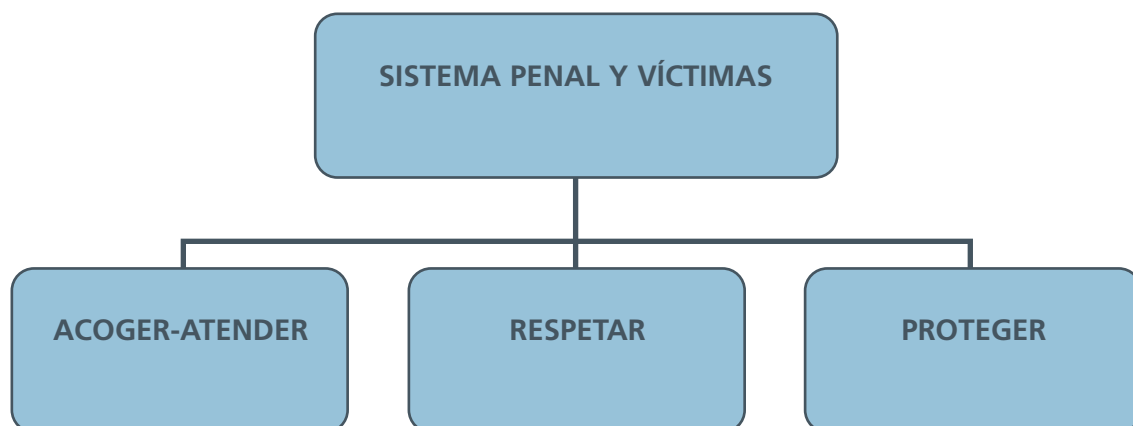 SISTEMA PENAL Y VÍCTIMAS
ACOGER-ATENDER
RESPETAR
PROTEGER